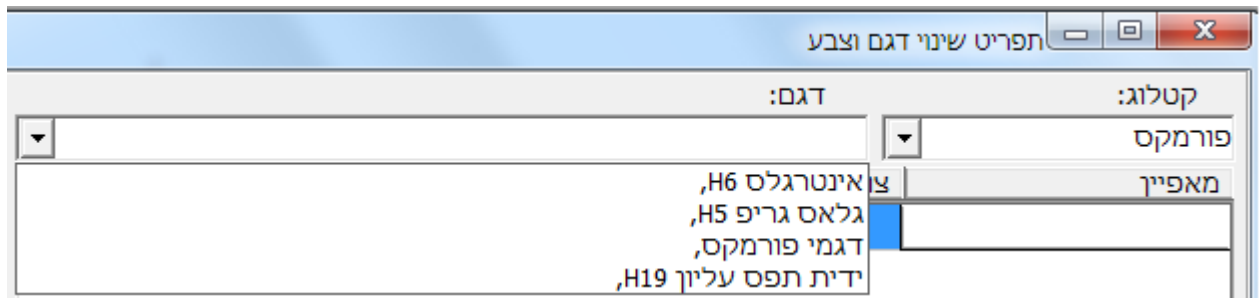 תפריט שינוי דגם וצבע
קטלוג: דגם:
פורמקס
מאפיין
אינטרגלס H6,
גלאס גריפ H5,
דגמי פורמקס,
ידית תפס עליון H19,